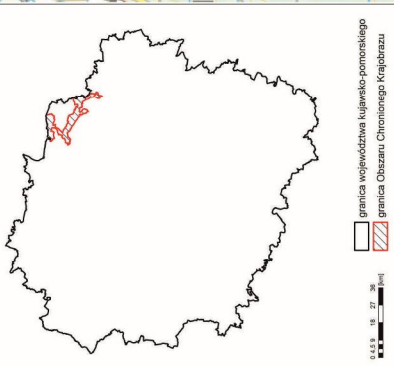 granica województwa kujawsko-pomorskiego
granica Obszaru Chronionego Krajobrazu
0 4,5 9 18 27 36
[km]